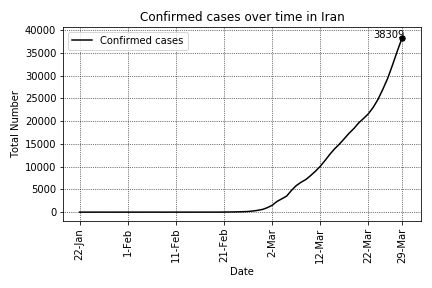 Confirmed cases over time in Iran
Confirmed cases
38309
Total Number
40000
35000
30000
25000
20000
15000
10000
5000
0
22-Jan
1-Feb
11-Feb
21-Feb
2-Mar
12-Mar
22-Mar
29-Mar
Date